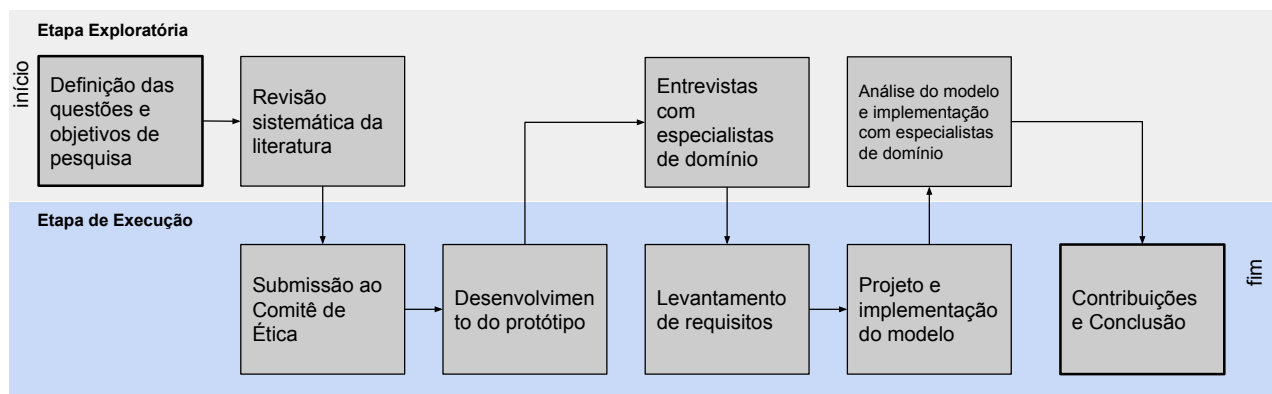 Etapa Exploratória
início
Definição das
questões e
objetivos de
pesquisa
Revisão
sistemática da
literatura
Entrevistas
com
especialistas
de domínio
Análise do modelo
e implementação
com especialistas
de domínio
Etapa de Execução
Submissão ao
Comitê de
Ética
Desenvolvimen
to do protótipo
Levantamento
de requisitos
Projeto e
implementação
do modelo
Contribuições
e Conclusão
fim